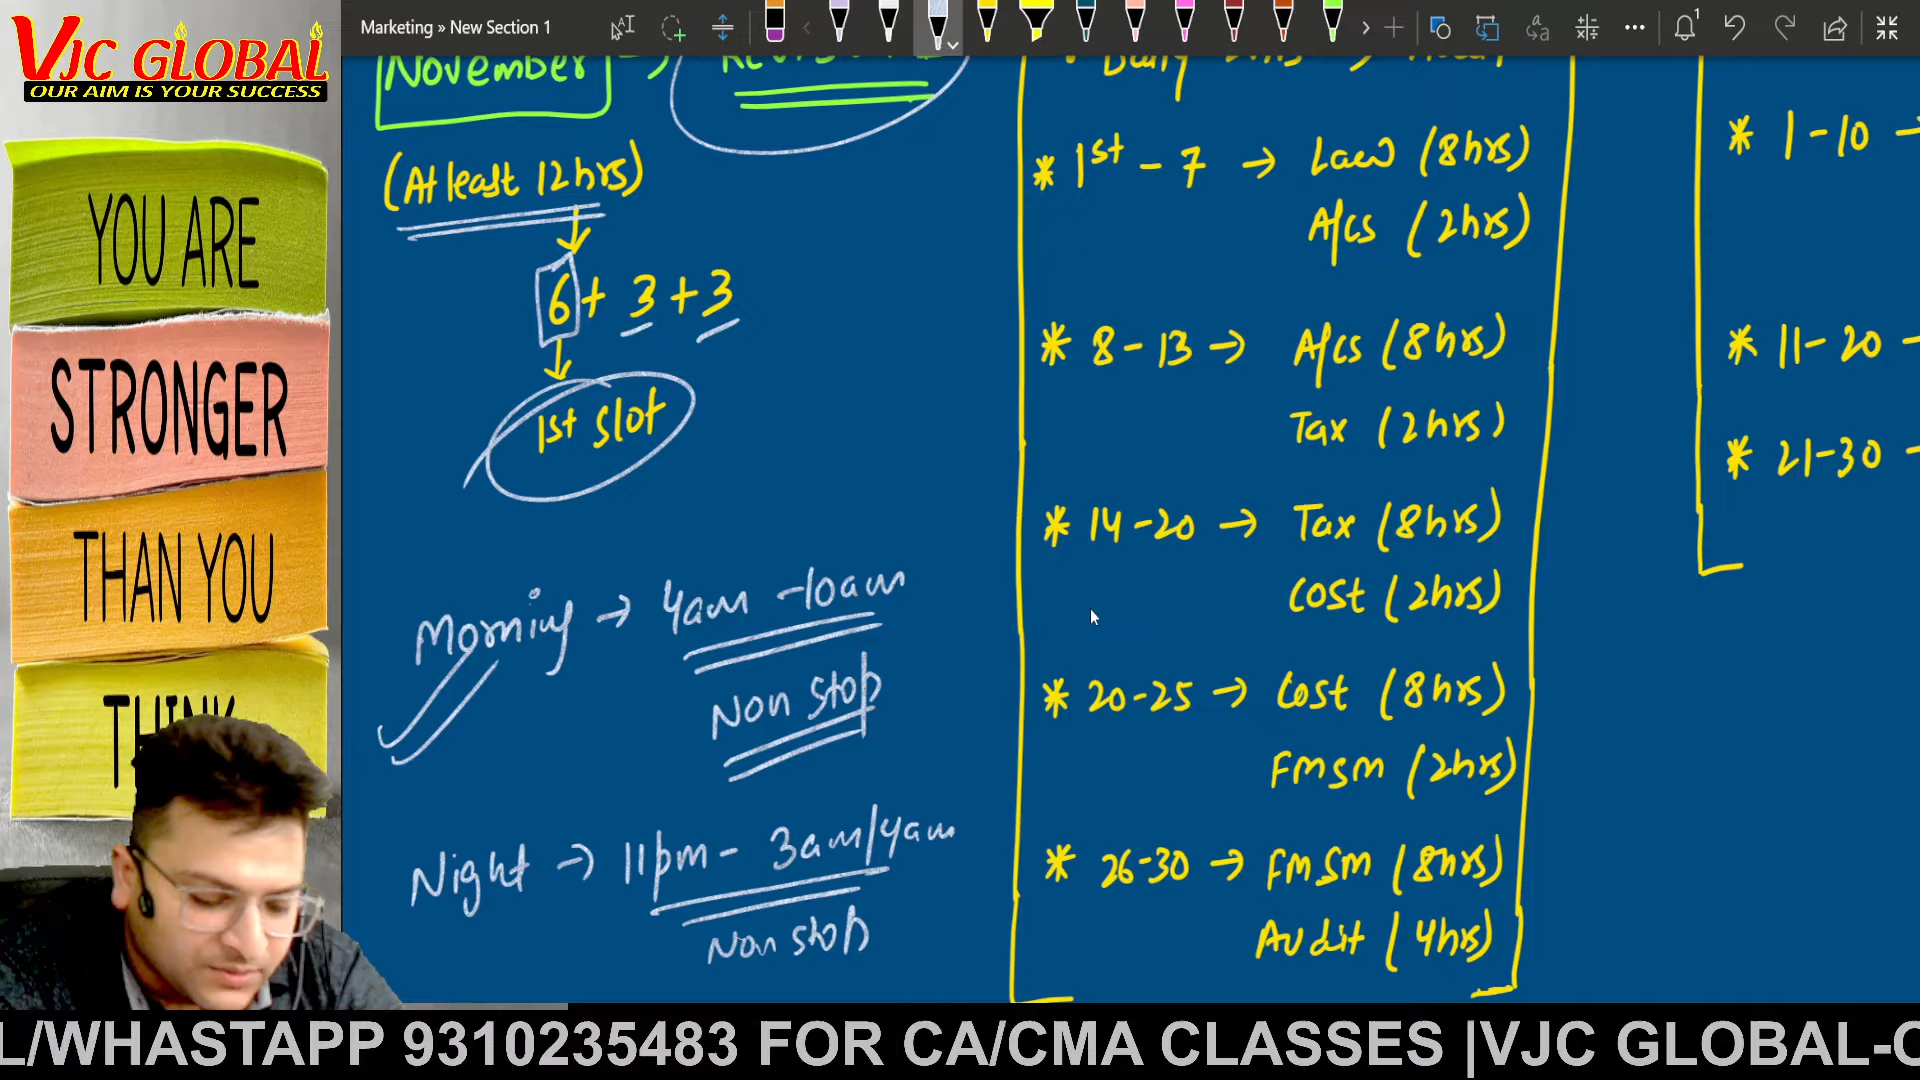 VJC GLOBAL
OUR AIM IS YOUR SUCCESS
Marketing » New Section 1
YOU ARE
STRONGER
THAN YOU
THINK
November →
(At least 12hrs)
6 + 3 + 3
1st slot
Morning → 4am - 10am
Non Stop
Night → 11pm - 3am/4am
Non stop
* 1st - 7 → Law (8hrs)
A/cs (2hrs)
* 8 - 13 → A/cs (8hrs)
Tax (2hrs)
* 14 - 20 → Tax (8hrs)
Cost (2hrs)
* 20 - 25 → Cost (8hrs)
FMSM (2hrs)
* 26 - 30 → FMSM (8hrs)
Audit (4hrs)
* 1 - 10 →
* 11 - 20 -
* 21 - 30 -
L/WHASTAPP 9310235483 FOR CA/CMA CLASSES |VJC GLOBAL-